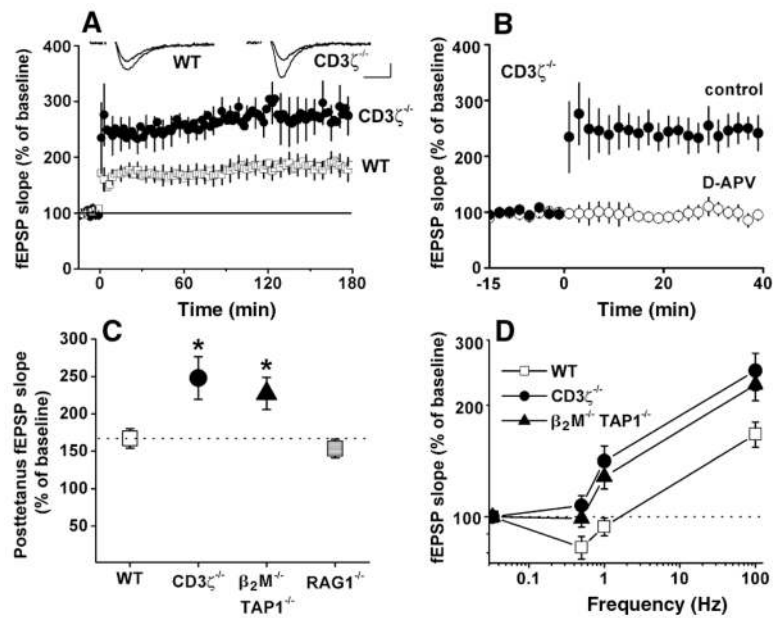 A
B
fEPSP slope (% of baseline)
400
300
200
100
0
WT
CD3ζ-/-
CD3ζ-/-
WT
0
60
120
180
Time (min)
fEPSP slope (% of baseline)
400
300
200
100
0
CD3ζ-/-
control
D-APV
-15
0
20
40
Time (min)
C
D
Posttetanus fEPSP slope
(% of baseline)
300
250
200
150
100
50
*
*
WT
CD3ζ-/-
β2M-/-
TAP1-/-
RAG1-/-
fEPSP slope (% of baseline)
300
200
100
WT
CD3ζ-/-
β2M-/- TAP1-/-
0.1
1
10
100
Frequency (Hz)